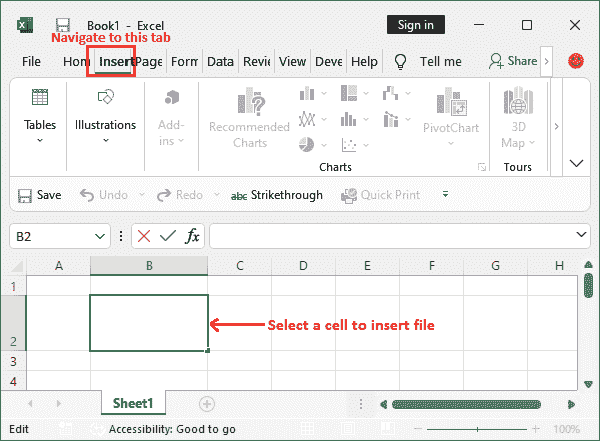 Book1 - Excel
Sign in
Navigate to this tab
File Hon Insert Page Form Data Revie View Deve Help Tell me Share
Tables
Illustrations
Add-
ins
Recommended
Charts
PivotChart
3D
Map
Charts
Tours
Save Undo Redo abc Strikethrough Quick Print
B2 fx
A B C D E F G H
1
2
Select a cell to insert file
3
4
Sheet1
Edit Accessibility: Good to go 100%